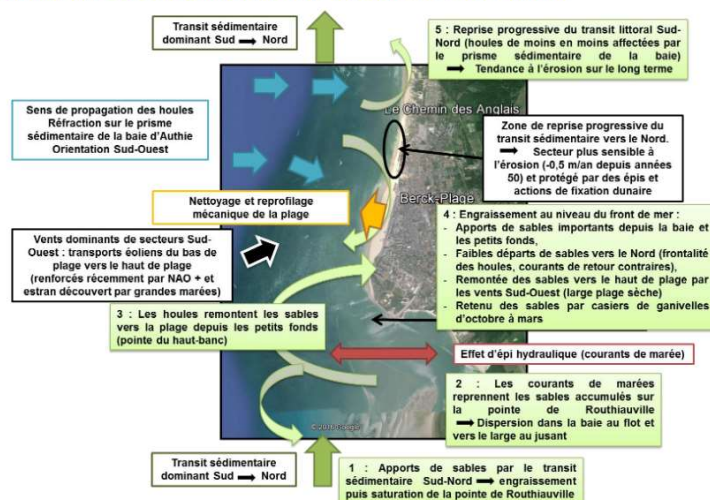 Transit sédimentaire
dominant Sud → Nord
5 : Reprise progressive du transit littoral Sud-
Nord (houles de moins en moins affectées par
le prisme sédimentaire de la baie)
→ Tendance à l'érosion sur le long terme
Le Chemin des Anglais
Sens de propagation des houles
Réfraction sur le prisme
sédimentaire de la baie d'Authie
Orientation Sud-Ouest
Zone de reprise progressive du
transit sédimentaire vers le Nord.
→ Secteur plus sensible à
l'érosion (-0,5 m/an depuis années
50) et protégé par des épis et
actions de fixation dunaire
Nettoyage et reprofilage
mécanique de la plage
Berck-Plage
Vents dominants de secteurs Sud-
Ouest : transports éoliens du bas de
plage vers le haut de plage
(renforcés récemment par NAO + et
estran découvert par grandes marées)
4 : Engraissement au niveau du front de mer :
- Apports de sables importants depuis la baie et
les petits fonds,
- Faibles départs de sables vers le Nord (frontalité
des houles, courants de retour contraires),
- Remontée des sables vers le haut de plage par
les vents Sud-Ouest (large plage sèche)
- Retenu des sables par casiers de ganivelles
d'octobre à mars
3 : Les houles remontent les sables
vers la plage depuis les petits fonds
(pointe du haut-banc)
Effet d'épi hydraulique (courants de marée)
2 : Les courants de marées
reprennent les sables accumulés sur
la pointe de Routhiauville
→ Dispersion dans la baie au flot et
vers le large au jusant
Transit sédimentaire
dominant Sud → Nord
1 : Apports de sables par le transit
sédimentaire Sud-Nord → engraissement
puis saturation de la pointe de Routhiauville